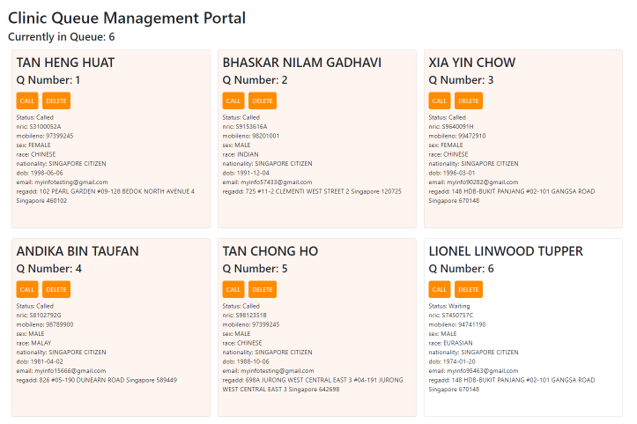 Clinic Queue Management Portal
Currently in Queue: 6
TAN HENG HUAT
Q Number: 1
CALL DELETE
Status: Called
nric: S3100052A
mobileno: 97399245
sex: FEMALE
race: CHINESE
nationality: SINGAPORE CITIZEN
dob: 1998-06-06
email: myinfotesting@gmail.com
regadd: 102 PEARL GARDEN #09-128 BEDOK NORTH AVENUE 4
Singapore 460102
BHASKAR NILAM GADHAVI
Q Number: 2
CALL DELETE
Status: Called
nric: S9153616A
mobileno: 98201001
sex: MALE
race: INDIAN
nationality: SINGAPORE CITIZEN
dob: 1991-12-04
email: myinfo57433@gmail.com
regadd: 725 #11-2 CLEMENTI WEST STREET 2 Singapore 120725
XIA YIN CHOW
Q Number: 3
CALL DELETE
Status: Called
nric: S9640091H
mobileno: 99472910
sex: FEMALE
race: CHINESE
nationality: SINGAPORE CITIZEN
dob: 1996-03-01
email: myinfo90282@gmail.com
regadd: 148 HDB-BUKIT PANJANG #02-101 GANGSA ROAD
Singapore 670148
ANDIKA BIN TAUFAN
Q Number: 4
CALL DELETE
Status: Called
nric: S8102792G
mobileno: 98789900
sex: MALE
race: MALAY
nationality: SINGAPORE CITIZEN
dob: 1981-04-02
email: myinfo15666@gmail.com
regadd: 826 #05-190 DUNEARN ROAD Singapore 589449
TAN CHONG HO
Q Number: 5
CALL DELETE
Status: Called
nric: S9812351B
mobileno: 97399245
sex: MALE
race: CHINESE
nationality: SINGAPORE CITIZEN
dob: 1988-10-06
email: myinfotesting@gmail.com
regadd: 698A JURONG WEST CENTRAL EAST 3 #04-191 JURONG
WEST CENTRAL EAST 3 Singapore 642698
LIONEL LINWOOD TUPPER
Q Number: 6
CALL DELETE
Status: Waiting
nric: S7450757C
mobileno: 94741190
sex: MALE
race: EURASIAN
nationality: SINGAPORE CITIZEN
dob: 1974-01-20
email: myinfo99463@gmail.com
regadd: 148 HDB-BUKIT PANJANG #02-101 GANGSA ROAD
Singapore 670148